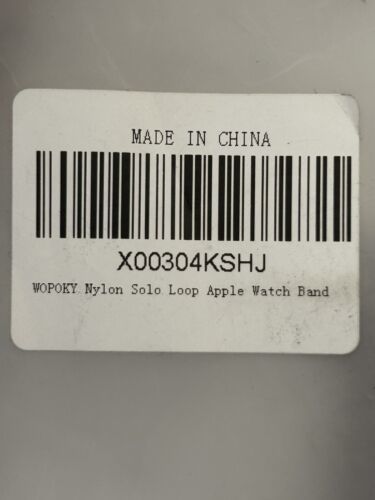 MADE IN CHINA
X00304KSHJ
WOPOKY Nylon Solo Loop Apple Watch Band